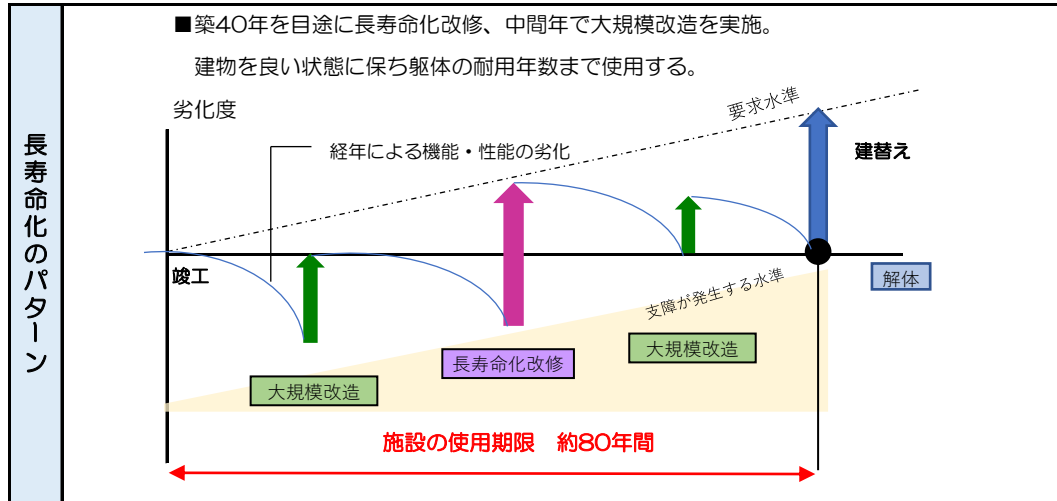 長寿命化のパターン
■築40年を目途に長寿命化改修、中間年で大規模改造を実施。
建物を良い状態に保ち躯体の耐用年数まで使用する。
劣化度
要求水準
経年による機能・性能の劣化
建替え
竣工
解体
支障が発生する水準
大規模改造
長寿命化改修
大規模改造
施設の使用期限　約80年間